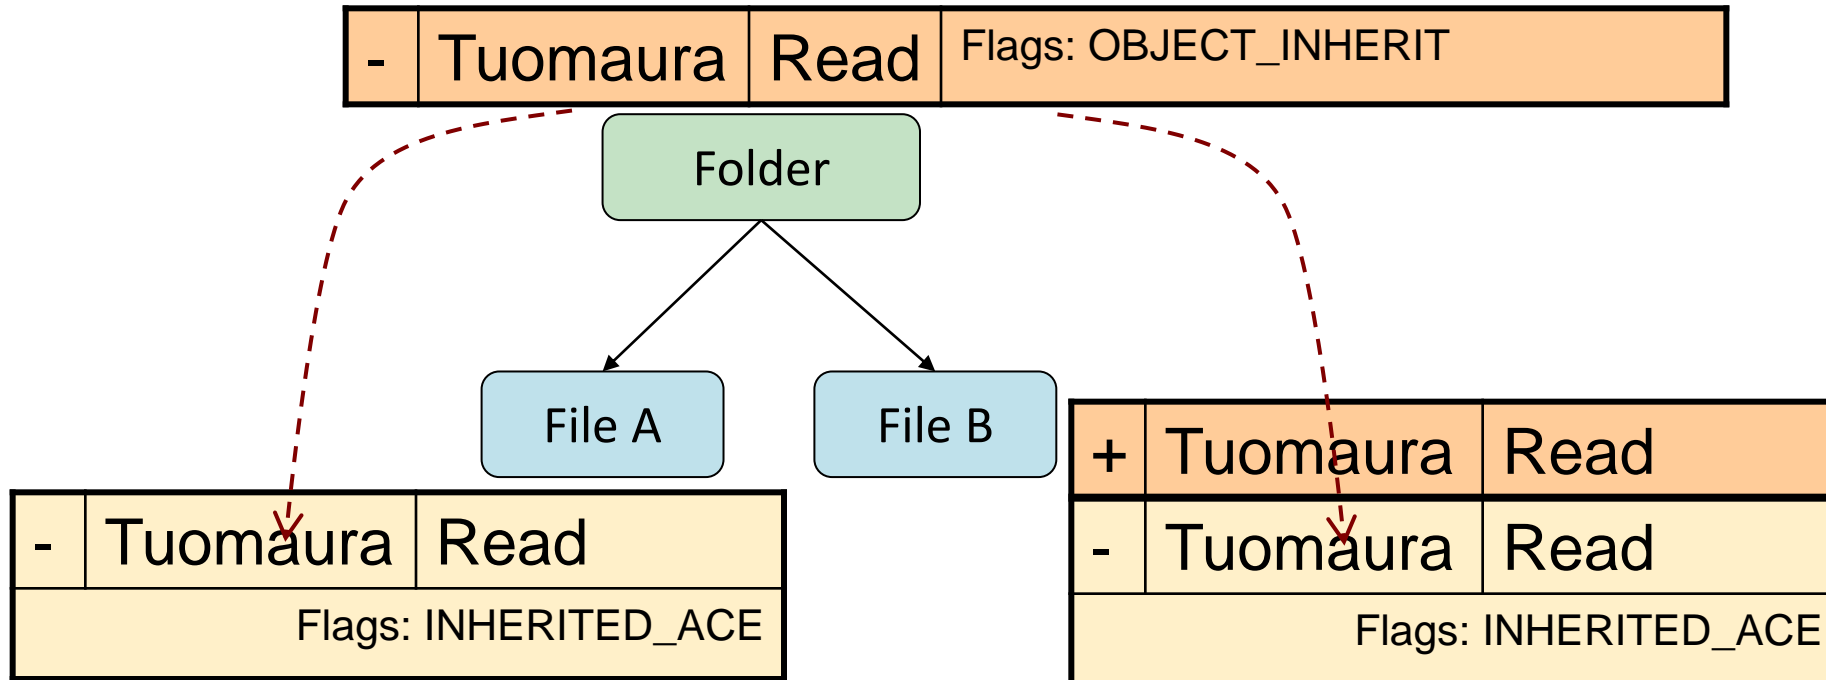 - Tuomaura Read Flags: OBJECT_INHERIT
Folder
File A File B
+ Tuomaura Read
- Tuomaura Read
Flags: INHERITED_ACE
- Tuomaura Read
Flags: INHERITED_ACE